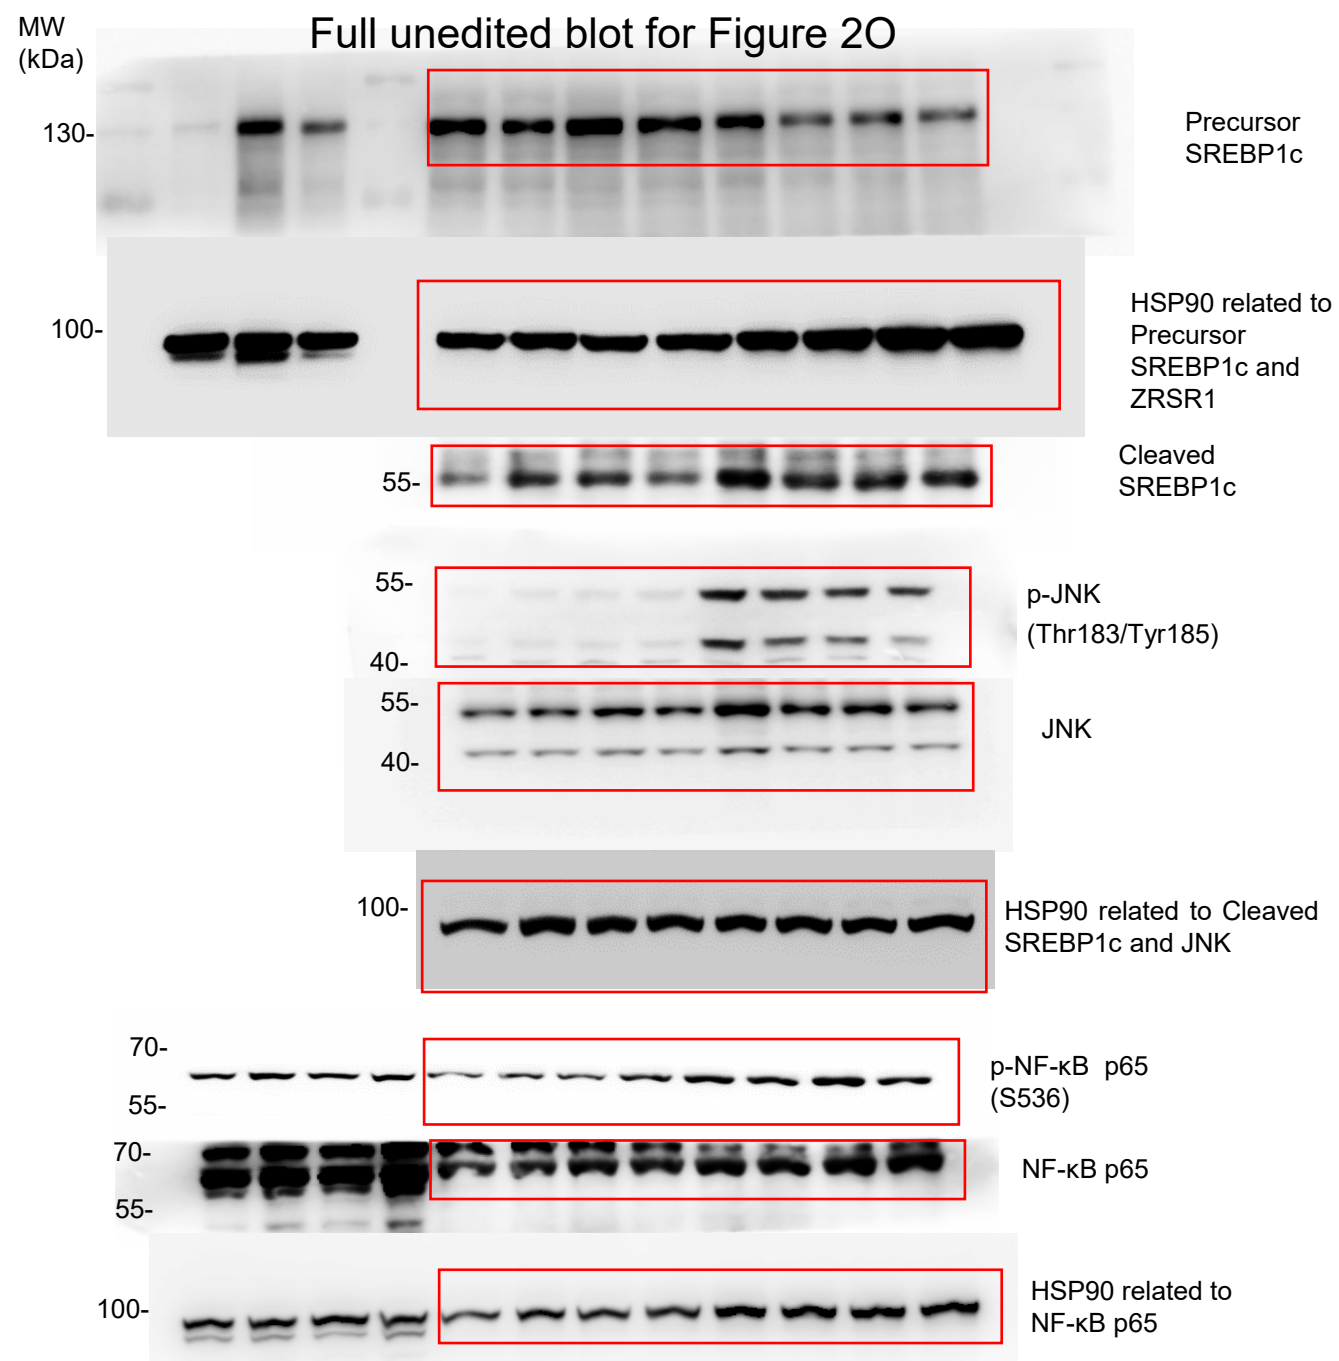 MW
(kDa)
Full unedited blot for Figure 2O
130-
Precursor
SREBP1c
100-
HSP90 related to
Precursor
SREBP1c and
ZRSR1
55-
Cleaved
SREBP1c
55-
40-
p-JNK
(Thr183/Tyr185)
55-
40-
JNK
100-
HSP90 related to Cleaved
SREBP1c and JNK
70-
55-
p-NF-κB p65
(S536)
70-
55-
NF-κB p65
100-
HSP90 related to
NF-κB p65